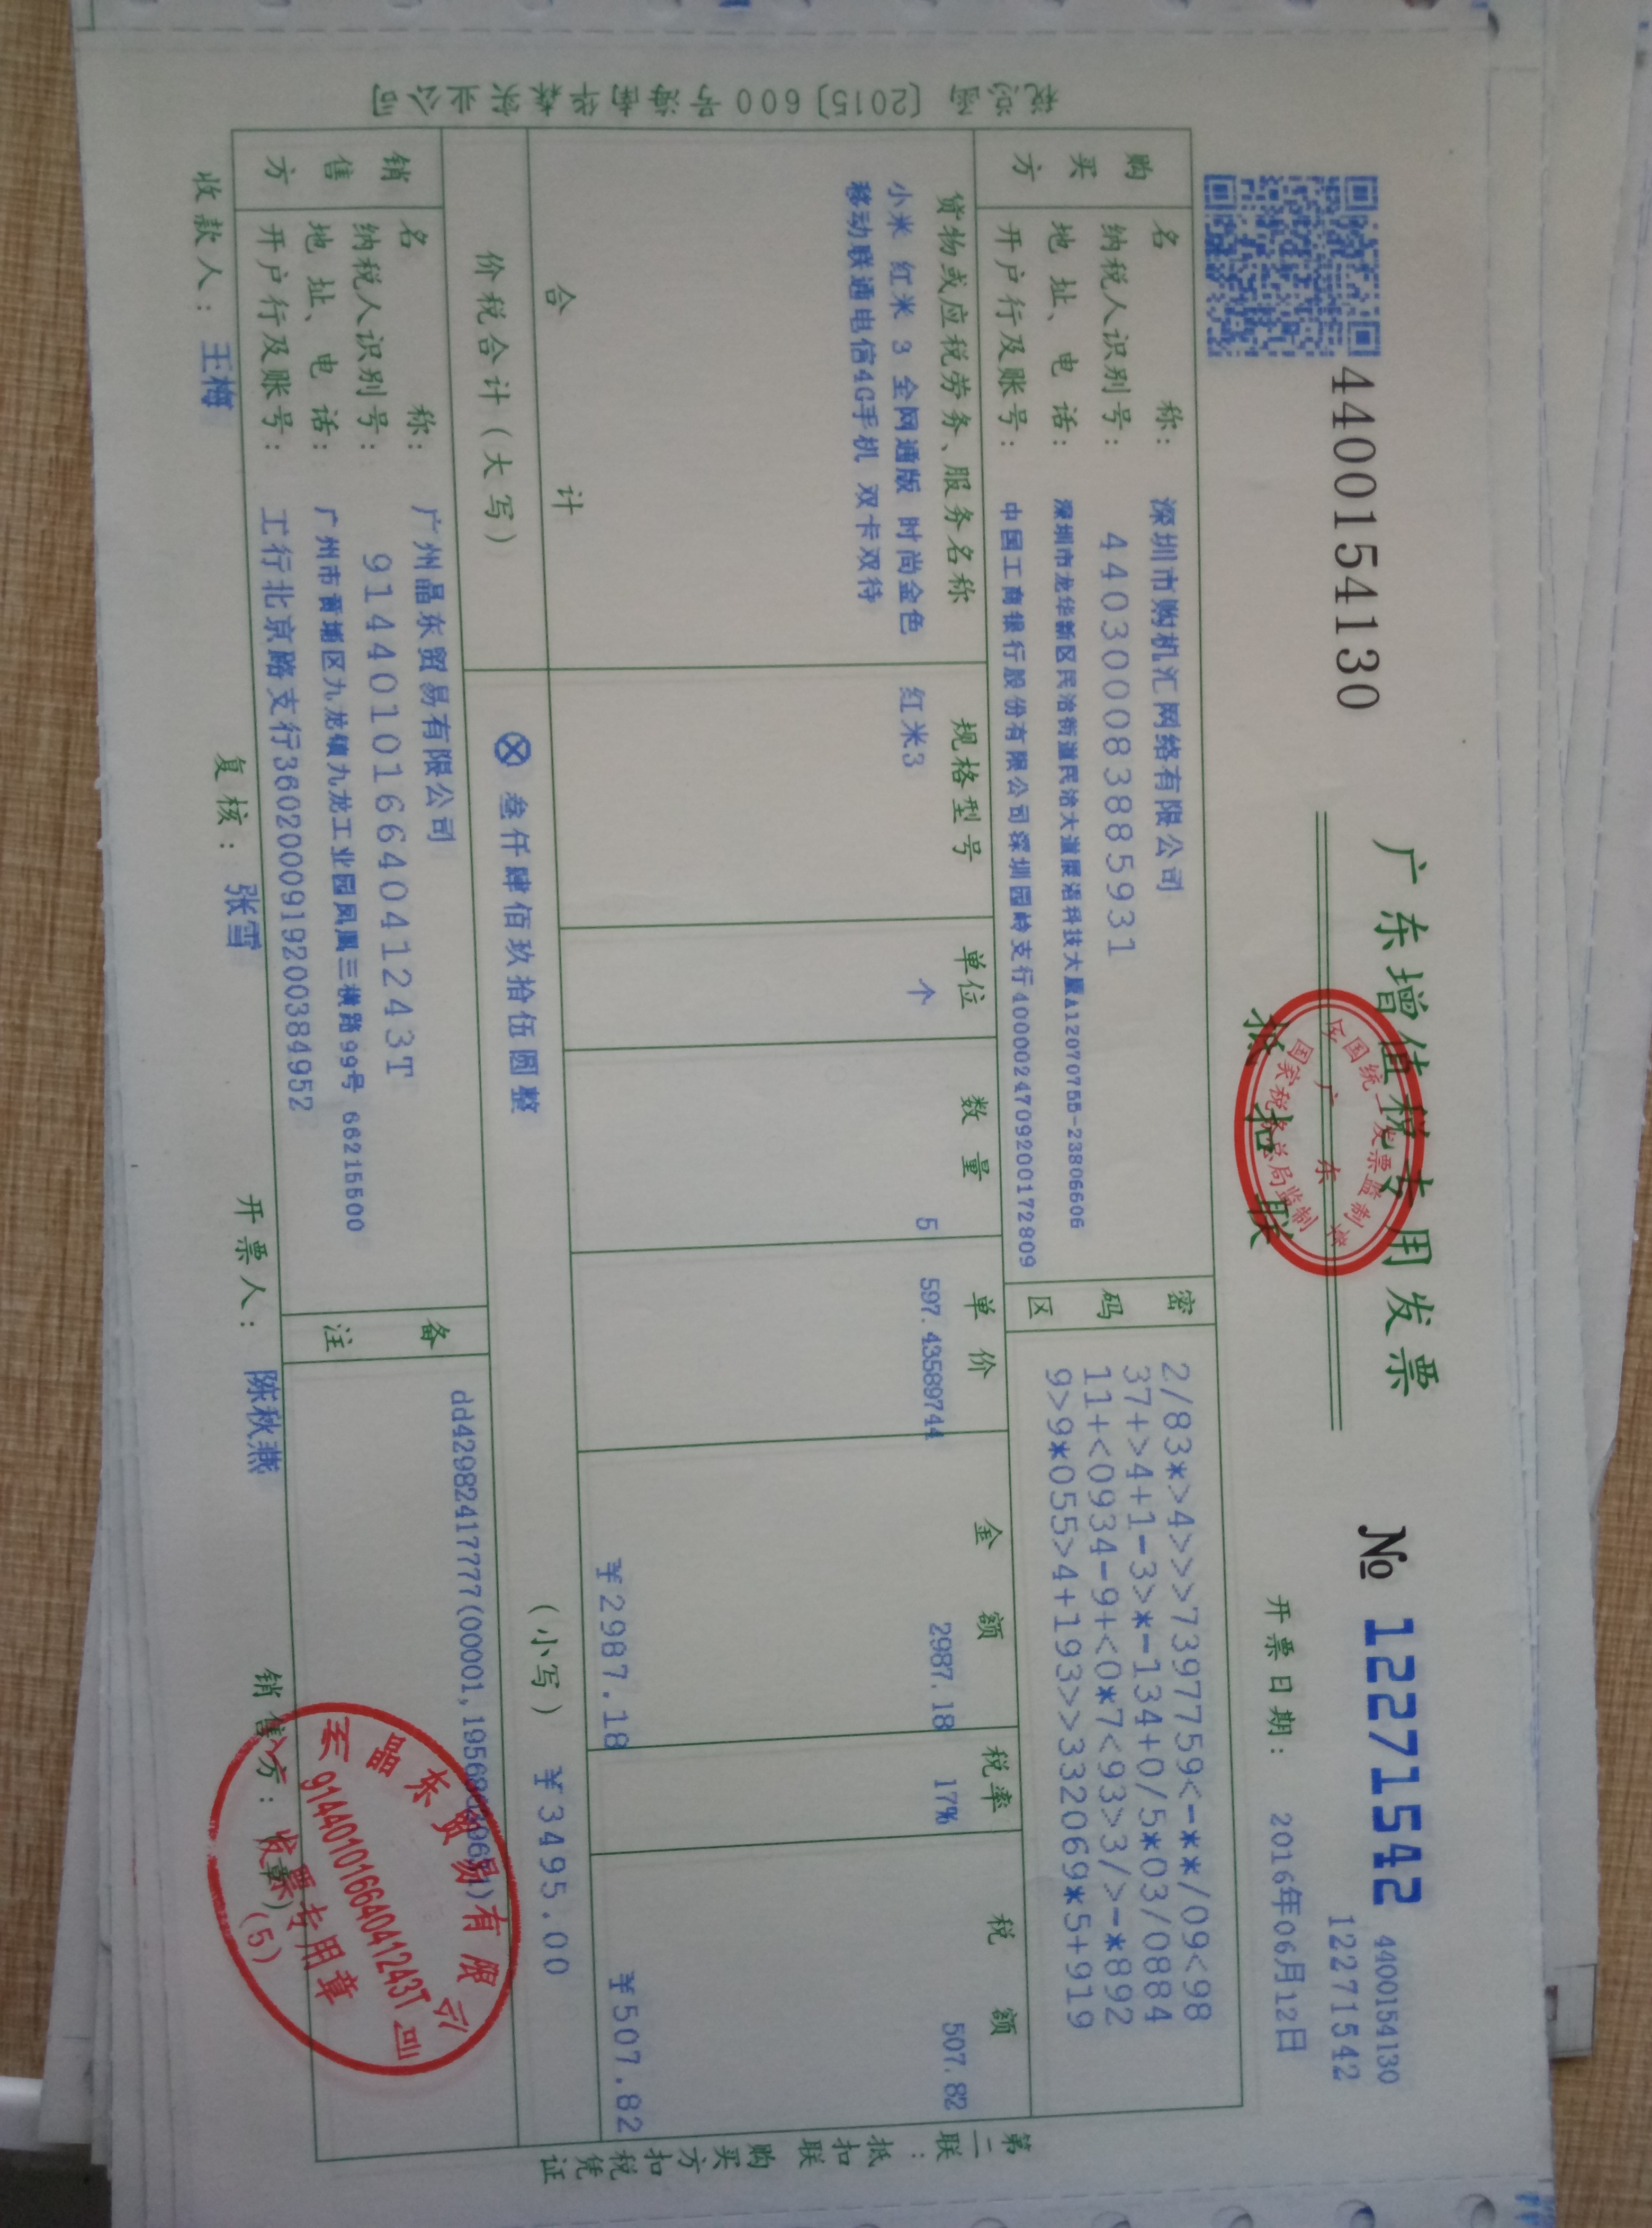 广东增值税专用发票
4400154130
№ 12271542
4400154130
12271542
全国统一发票监制章
广 东
国家税务总局监制
抵 扣 联
开票日期: 2016年06月12日
购买方
名 称: 深圳市购机汇网络有限公司
纳税人识别号: 440300083885931
地 址、电 话: 深圳市龙华新区民治街道民治大道展滔科技大厦A12070755-23806606
开户行及账号: 中国工商银行股份有限公司深圳园岭支行4000024709200172809
密码区
2/83*>4>>>7397759<-**/09<98
37+>4+1-3>*-134+0/5*03/0884
11+<0934-9+<0*7<93>3/>-*892
9>9*055>4+193>>332069*5+919
货物或应税劳务、服务名称 规格型号 单位 数 量 单 价 金 额 税率 税 额
小米 红米 3 全网通版 时尚金色 红米3 个 5 597.43589744 2987.18 17% 507.82
移动联通电信4G手机 双卡双待
合 计 ¥2987.18 ¥507.82
价税合计(大写) ⊗ 叁仟肆佰玖拾伍圆整 (小写) ¥3495.00
销售方
名 称: 广州晶东贸易有限公司
纳税人识别号: 91440101664041243T
地 址、电 话: 广州市黄埔区九龙镇九龙工业园凤凰三横路99号 66215500
开户行及账号: 工行北京路支行3602000919200384952
备注
dd42982417777(00001,19568029631)
广州晶东贸易有限公司
91440101664041243T
发票专用章
(5)
收款人: 王梅 复核: 张雪 开票人: 陈秋燕 销售方:(章)
税总函〔2015〕600号海南华森实业公司
第二联:抵扣联 购买方扣税凭证